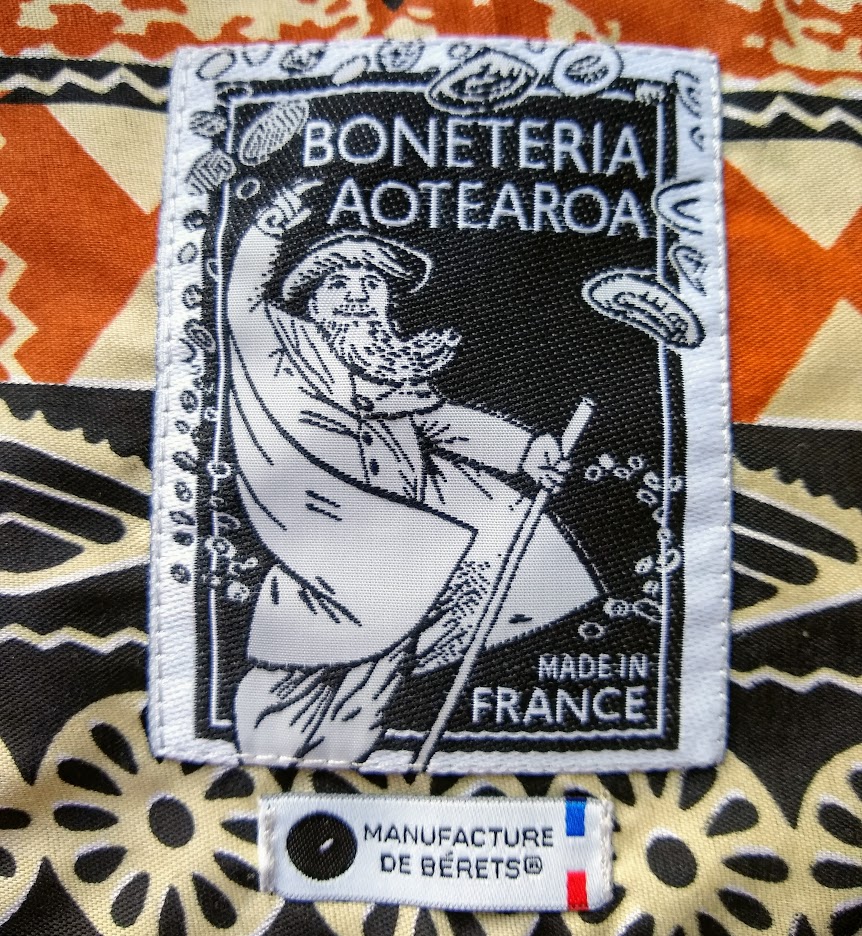 BONETERIA
AOTEAROA
MADE IN
FRANCE
MANUFACTURE
DE BÉRETS®